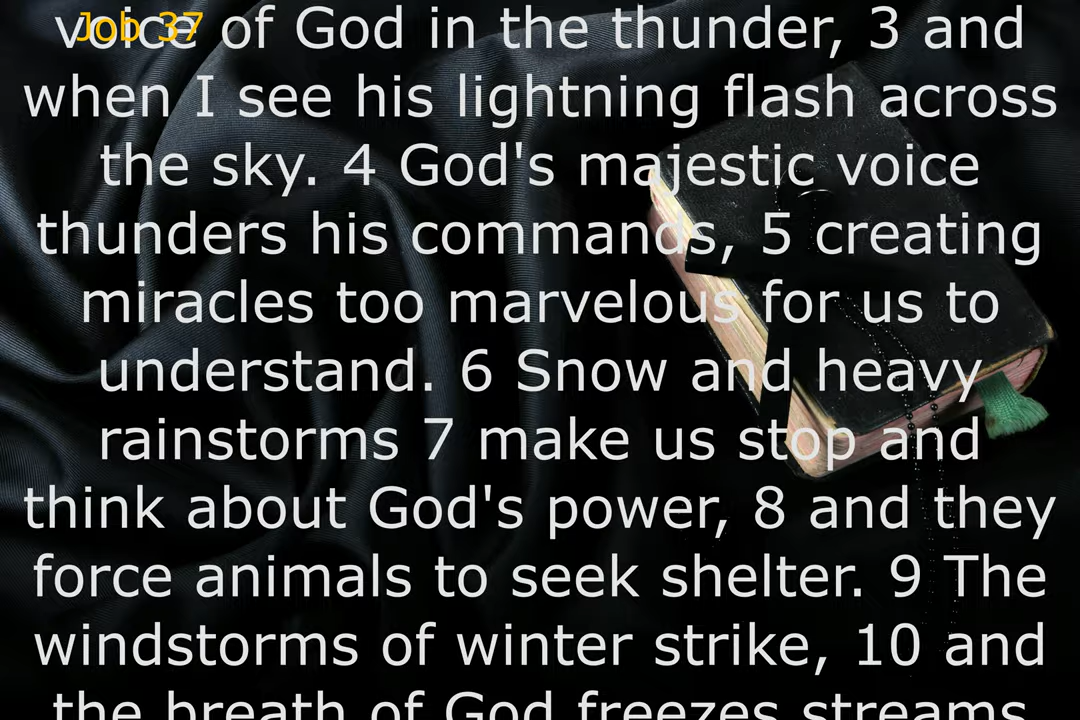 Job 37
voice of God in the thunder, 3 and
when I see his lightning flash across
the sky. 4 God's majestic voice
thunders his commands, 5 creating
miracles too marvelous for us to
understand. 6 Snow and heavy
rainstorms 7 make us stop and
think about God's power, 8 and they
force animals to seek shelter. 9 The
windstorms of winter strike, 10 and
the breath of God freezes streams